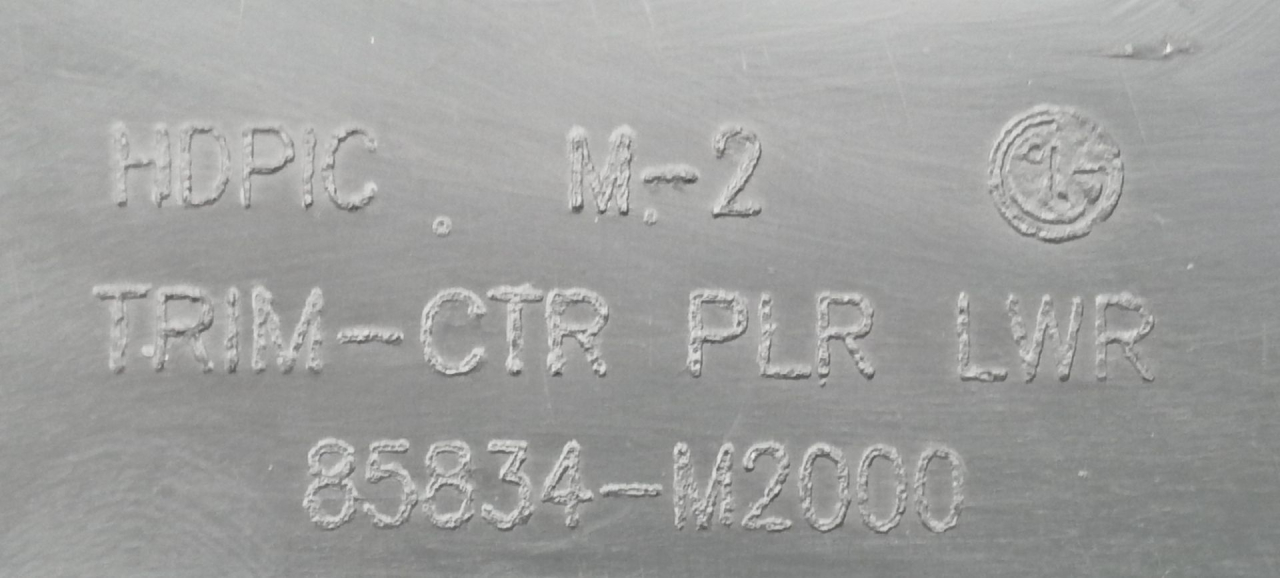 HDPIC M-2
TRIM-CTR PLR LWR
85834-M2000